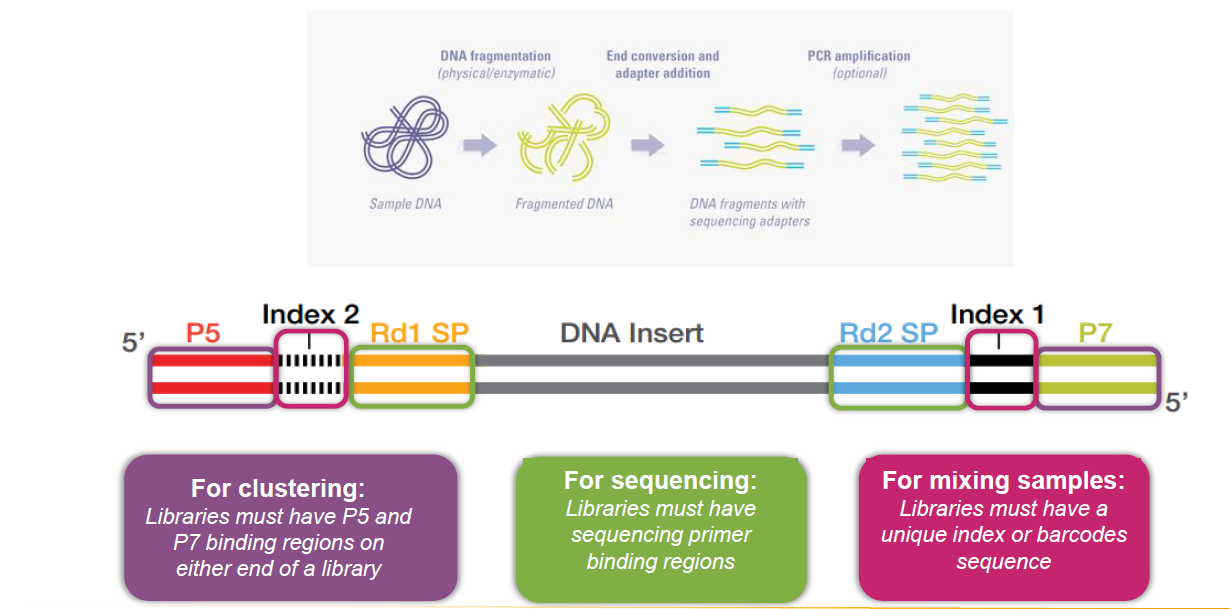 DNA fragmentation
(physical/enzymatic)
End conversion and
adapter addition
PCR amplification
(optional)
Sample DNA
Fragmented DNA
DNA fragments with
sequencing adapters
5’
P5
Index 2
Rd1 SP
DNA Insert
Rd2 SP
Index 1
P7
5’
For clustering:
Libraries must have P5 and
P7 binding regions on
either end of a library
For sequencing:
Libraries must have
sequencing primer
binding regions
For mixing samples:
Libraries must have a
unique index or barcodes
sequence